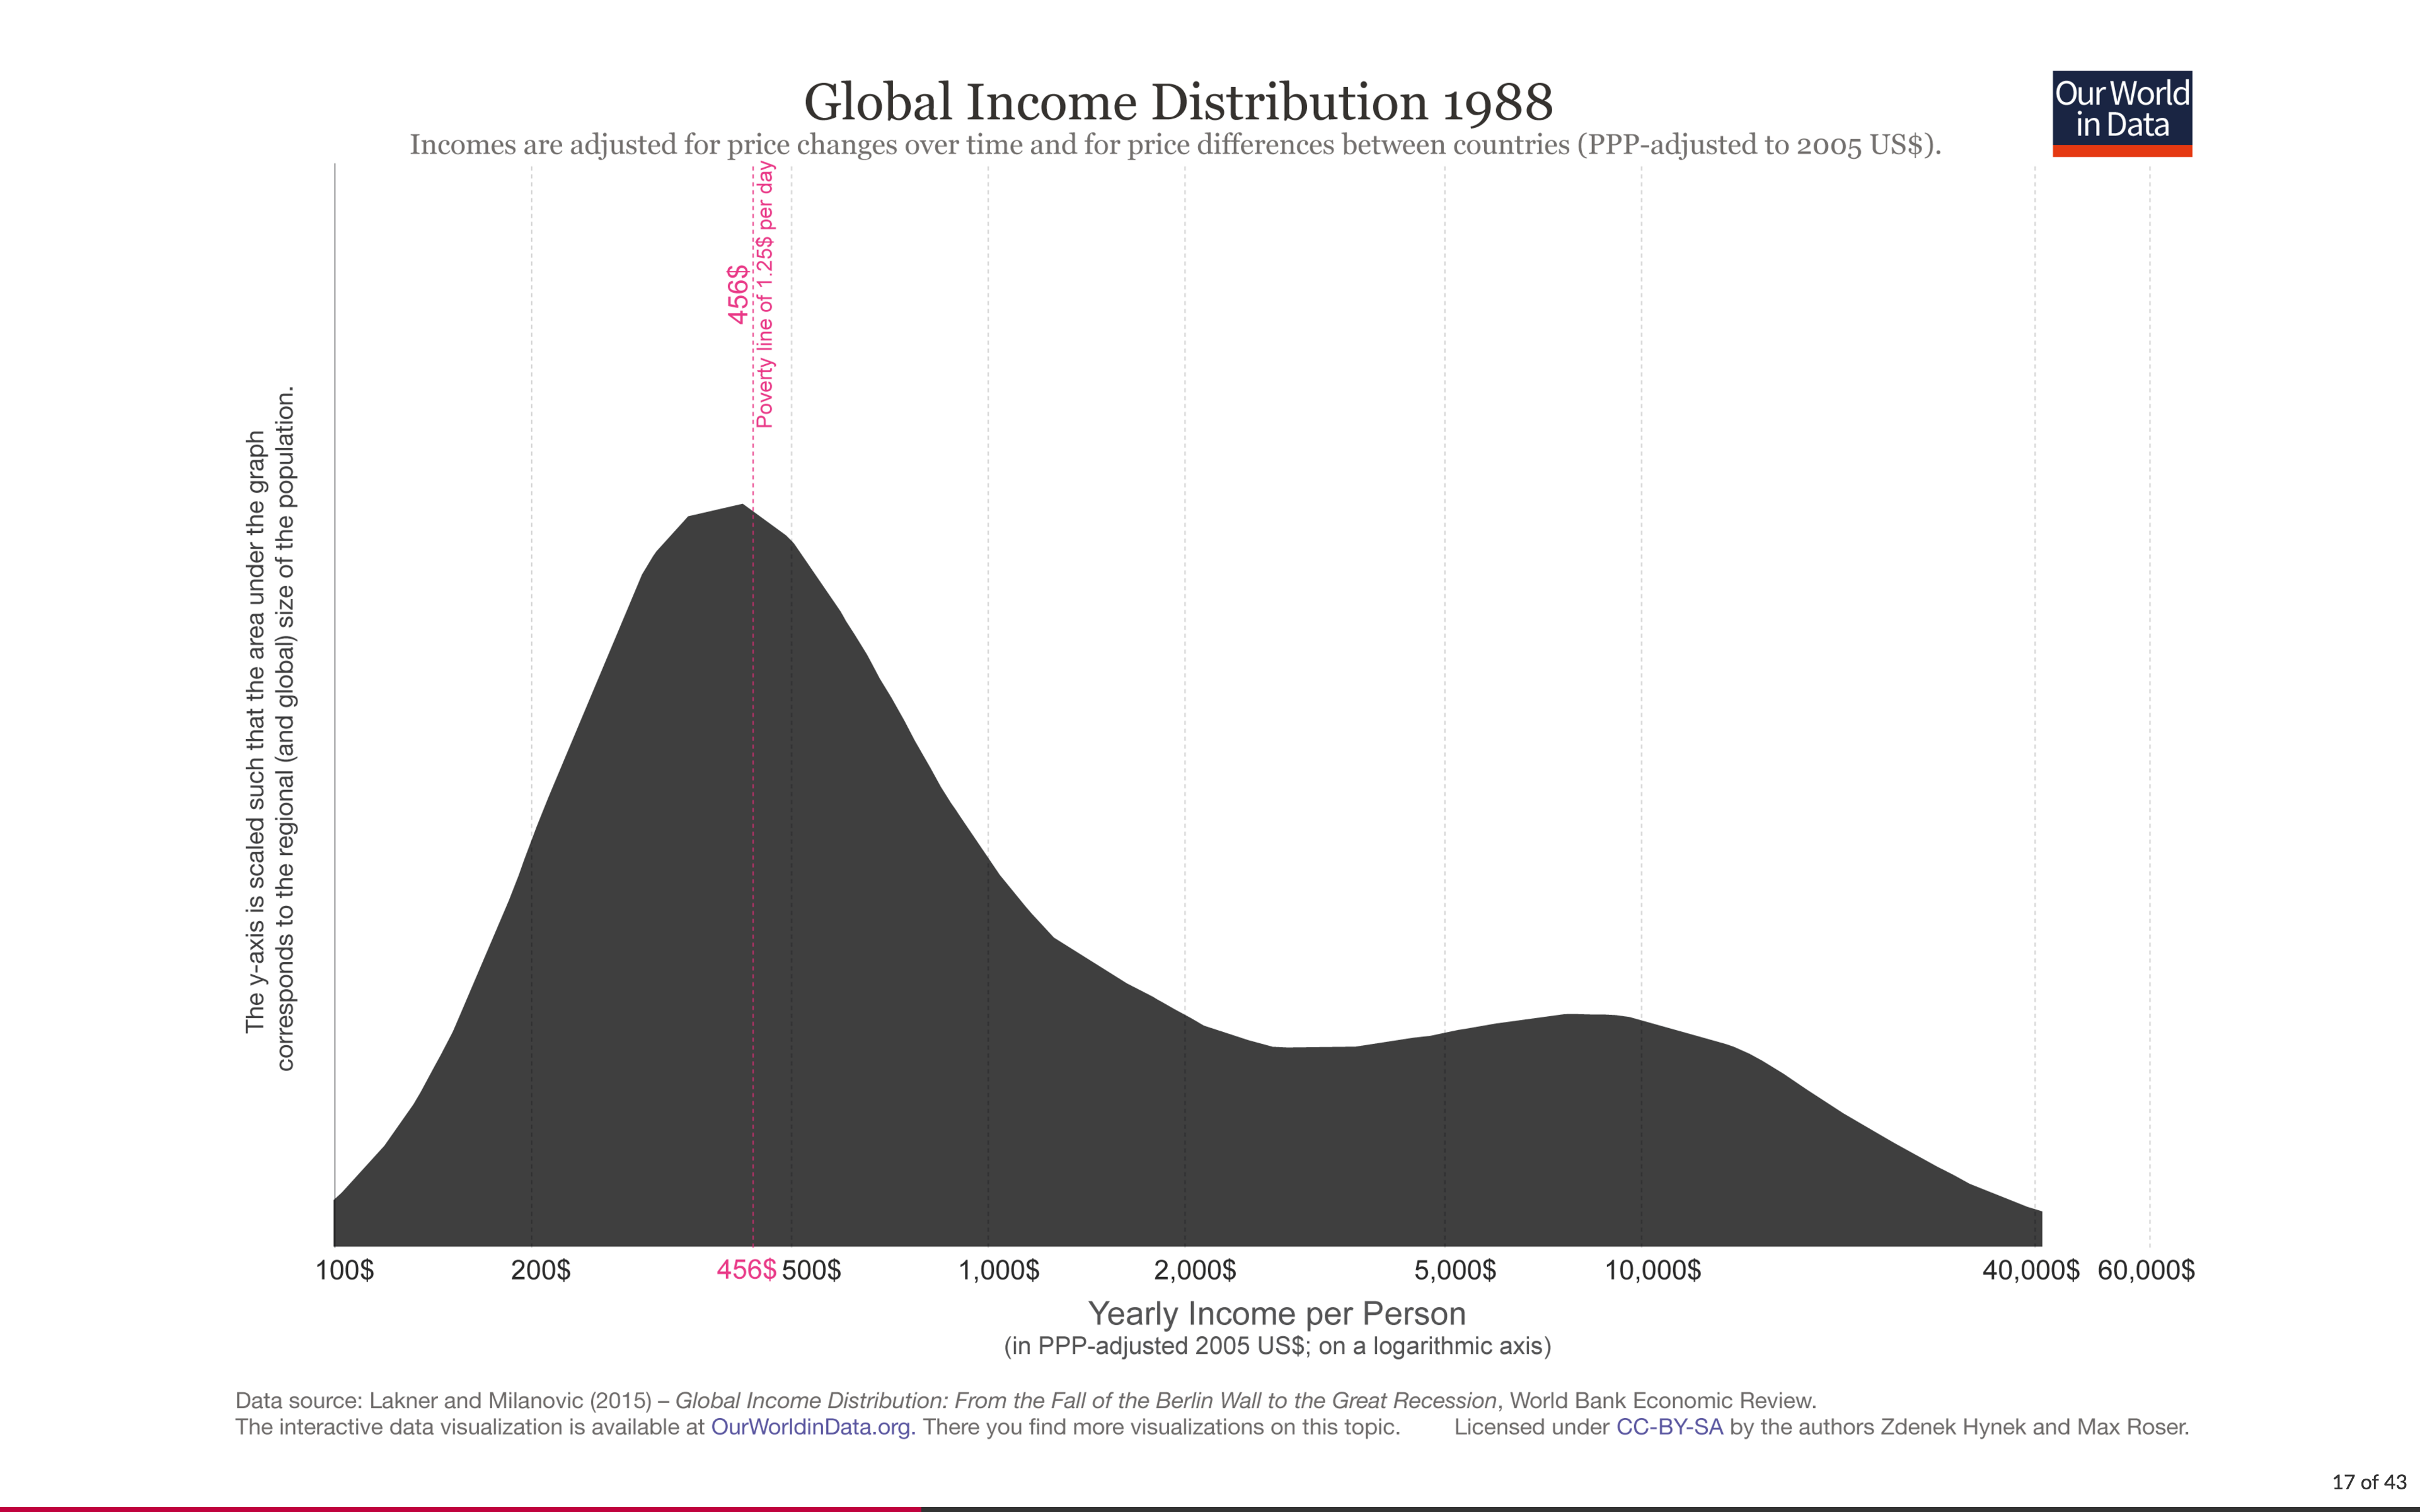 Global Income Distribution 1988
Our World
in Data
Incomes are adjusted for price changes over time and for price differences between countries (PPP-adjusted to 2005 US$).
456$
Poverty line of 1.25$ per day
The y-axis is scaled such that the area under the graph
corresponds to the regional (and global) size of the population.
100$ 200$ 456$ 500$ 1,000$ 2,000$ 5,000$ 10,000$ 40,000$ 60,000$
Yearly Income per Person
(in PPP-adjusted 2005 US$; on a logarithmic axis)
Data source: Lakner and Milanovic (2015) – Global Income Distribution: From the Fall of the Berlin Wall to the Great Recession, World Bank Economic Review.
The interactive data visualization is available at OurWorldinData.org. There you find more visualizations on this topic. Licensed under CC-BY-SA by the authors Zdenek Hynek and Max Roser.
17 of 43